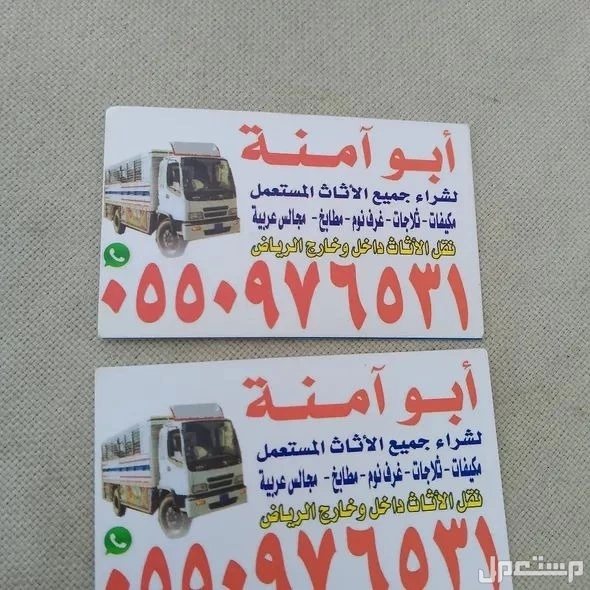 أبو آمنة
لشراء جميع الأثاث المستعمل
مكيفات - ثلاجات - غرف نوم - مطابخ - مجالس عربية
نقل الأثاث داخل وخارج الرياض
٠٥٥٠٩٧٦٥٣١
أبو آمنة
لشراء جميع الأثاث المستعمل
مكيفات - ثلاجات - غرف نوم - مطابخ - مجالس عربية
نقل الأثاث داخل وخارج الرياض
٠٥٥٠٩٧٦٥٣١
مستعمل